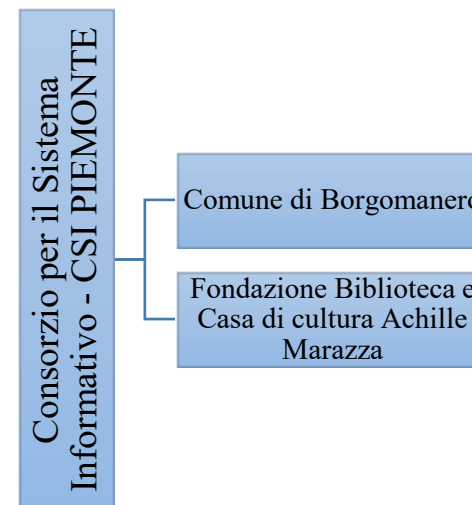 Consorzio per il Sistema
Informativo - CSI PIEMONTE
Comune di Borgomanero
Fondazione Biblioteca e
Casa di cultura Achille
Marazza